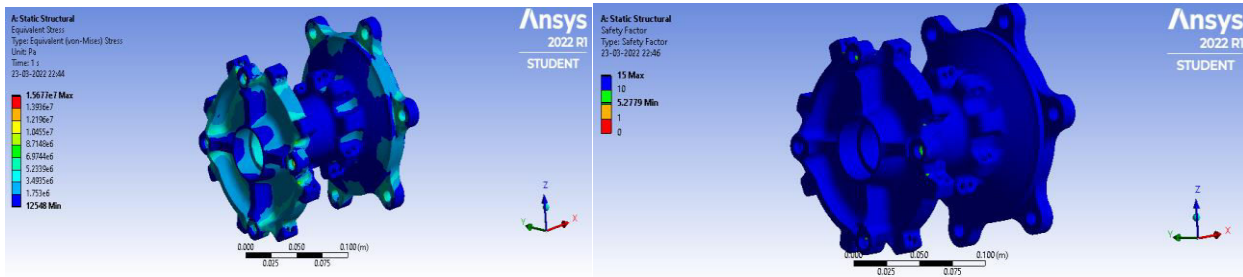 A: Static Structural
Equivalent Stress
Type: Equivalent (von-Mises) Stress
Unit: Pa
Time: 1 s
23-03-2022 22:44
1.5677e7 Max
1.3936e7
1.2196e7
1.0455e7
8.7148e6
6.9744e6
5.2339e6
3.4935e6
1.753e6
12548 Min
Ansys
2022 R1
STUDENT
Z
Y
X
0.000
0.050
0.100 (m)
0.025
0.075
A: Static Structural
Safety Factor
Type: Safety Factor
23-03-2022 22:46
15 Max
10
5.2779 Min
1
0
Ansys
2022 R1
STUDENT
Z
Y
X
0.000
0.050
0.100 (m)
0.025
0.075